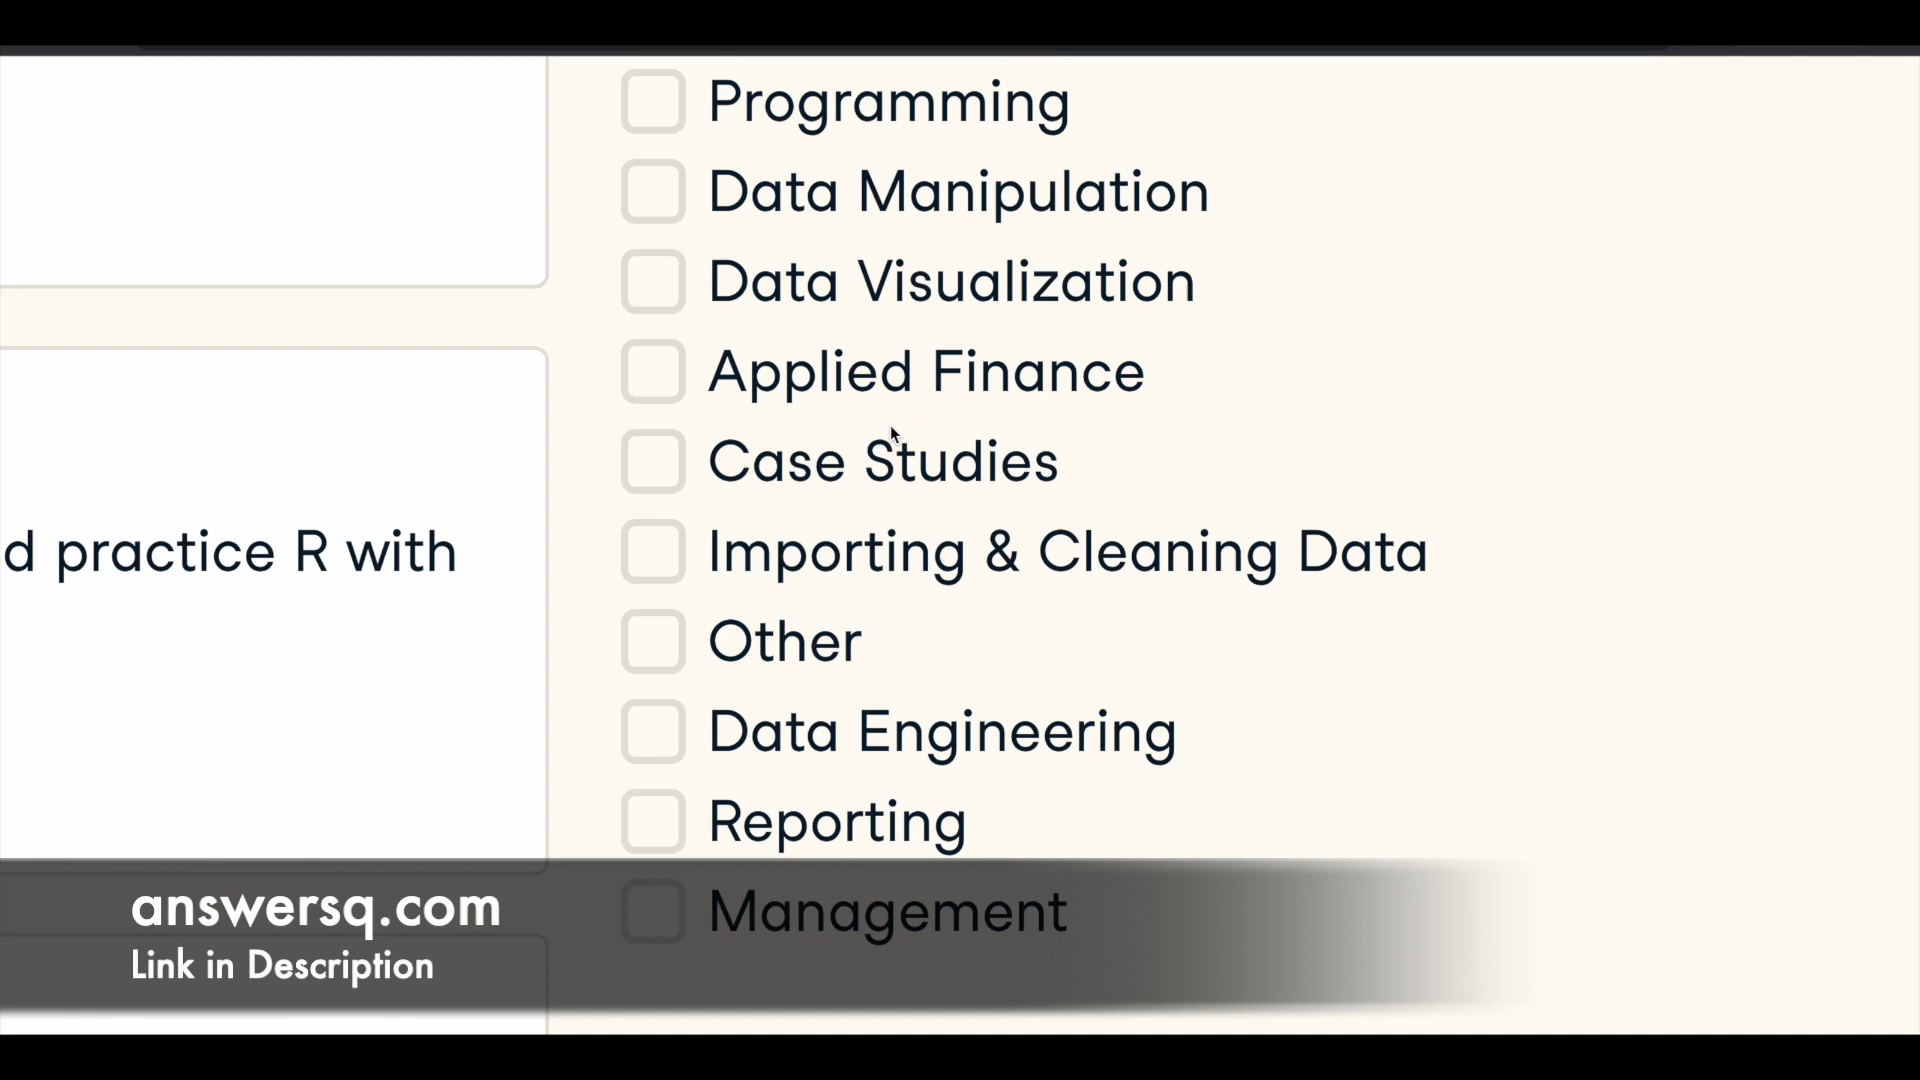 Programming
Data Manipulation
Data Visualization
Applied Finance
Case Studies
d practice R with
Importing & Cleaning Data
Other
Data Engineering
Reporting
Management
answersq.com
Link in Description